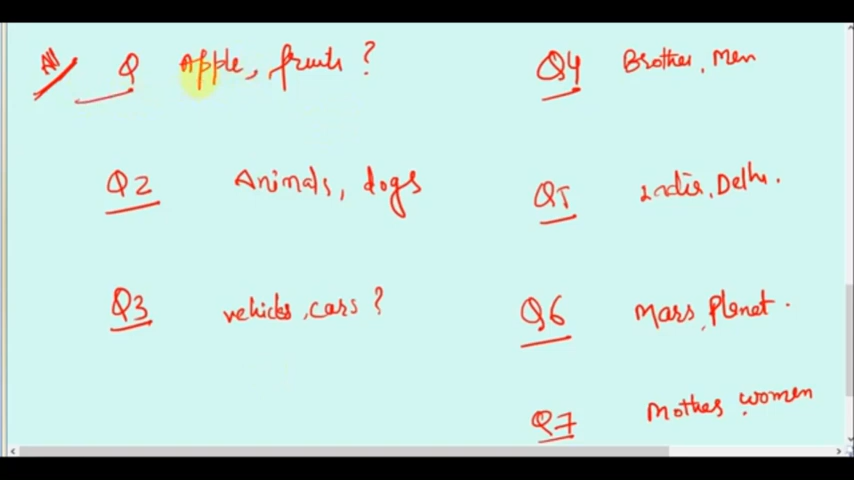 All
Q Apple, fruits ?
Q2 Animals, dogs
Q3 vehicles, cars ?
Q4 Brother, Men
Q5 India, Delhi.
Q6 Mars, Planet.
Q7 Mother, women